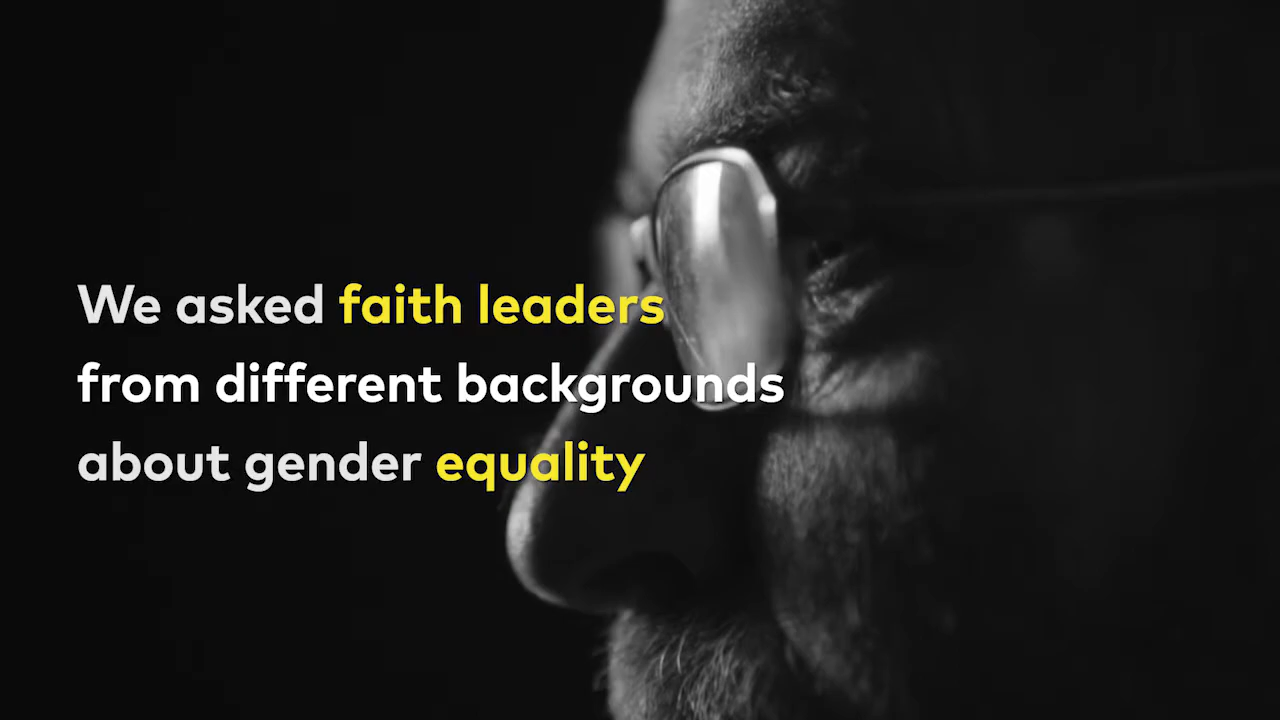 We asked faith leaders
from different backgrounds
about gender equality